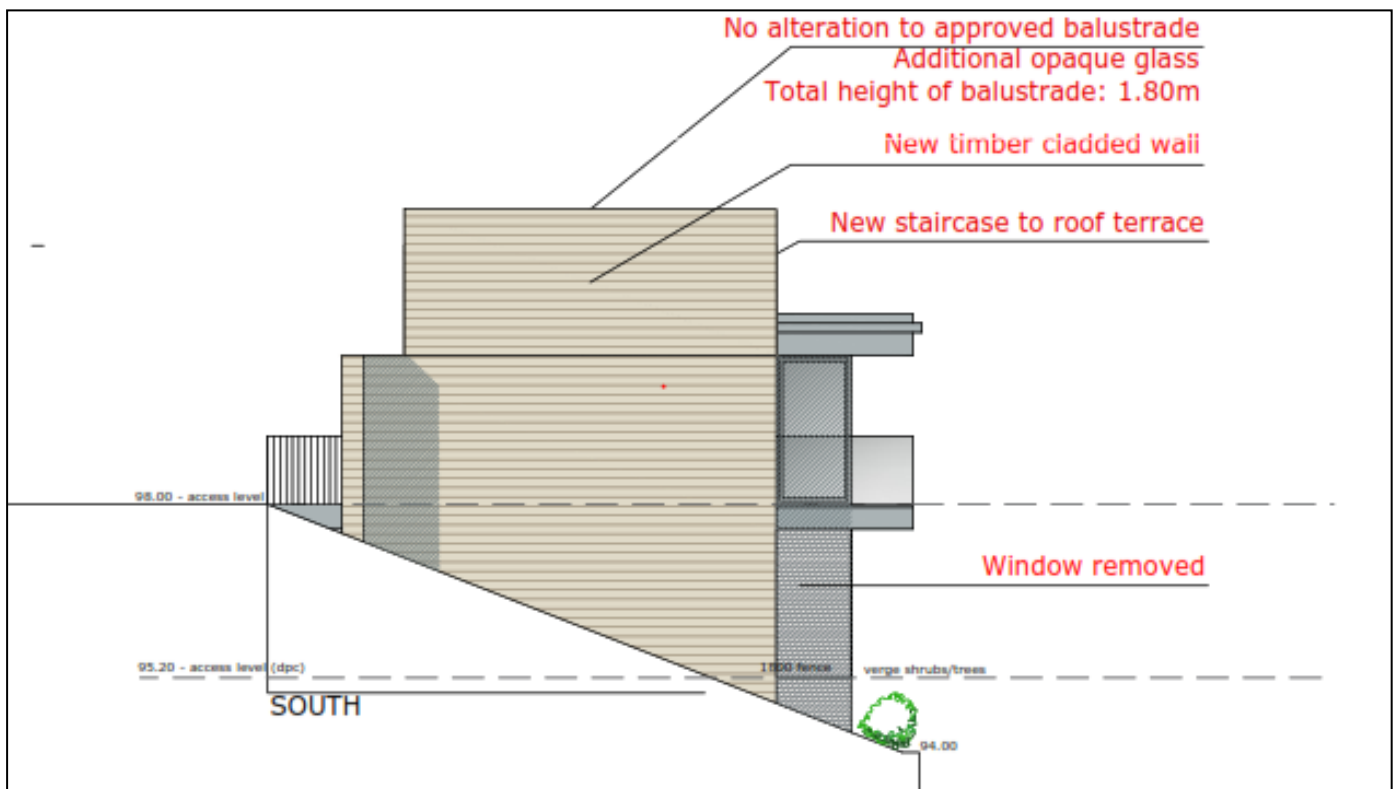 No alteration to approved balustrade
Additional opaque glass
Total height of balustrade: 1.80m
New timber cladded wall
New staircase to roof terrace
98.00 - access level
Window removed
95.20 - access level (dpc)
1800 fence
verge shrubs/trees
SOUTH
94.00